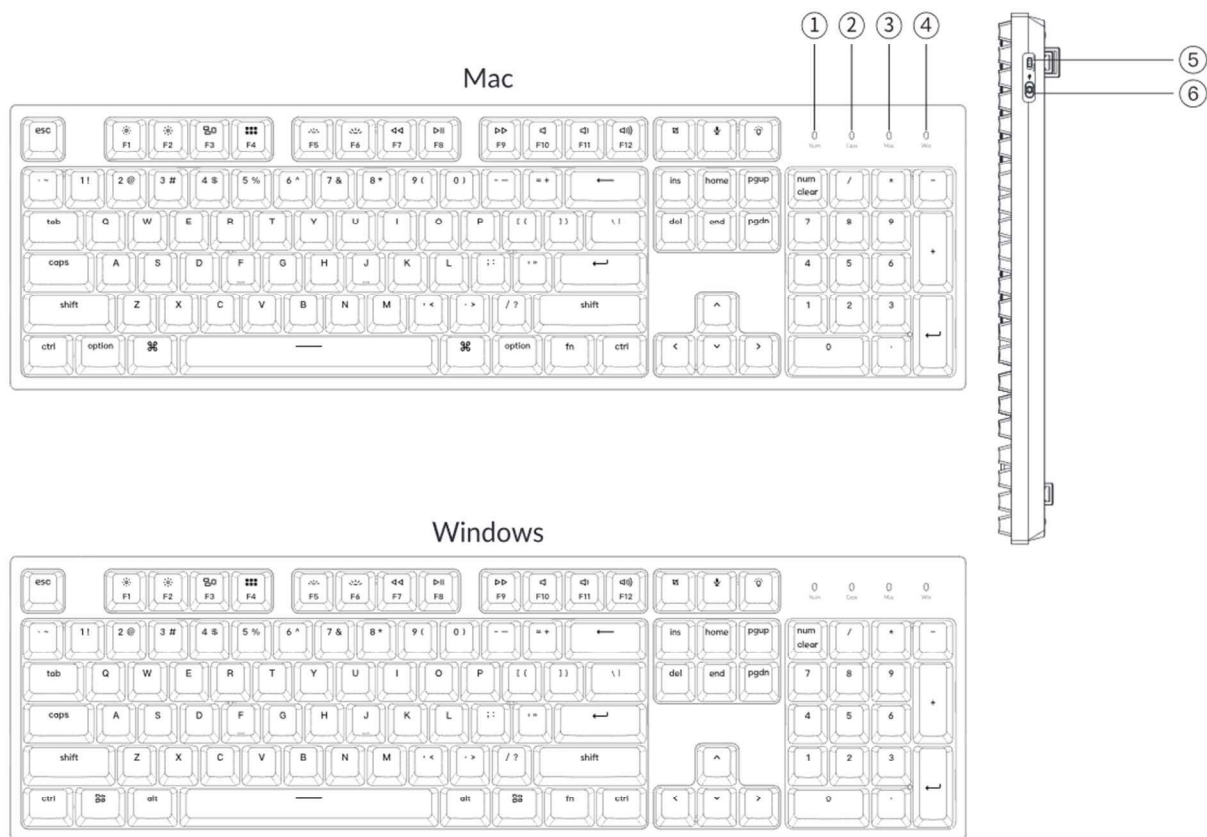 ① ② ③ ④
⑤
⑥
Mac
esc F1 F2 F3 F4 F5 F6 F7 F8 F9 F10 F11 F12 Num Caps Mac Win
` ~ 1 ! 2 @ 3 # 4 $ 5 % 6 ^ 7 & 8 * 9 ( 0 ) - — = + ← ins home pgup num clear / * -
tab Q W E R T Y U I O P [ { ] } \ | del end pgdn 7 8 9 +
caps A S D F G H J K L ; : ' " 4 5 6
shift Z X C V B N M , < . > / ? shift ^ 1 2 3
ctrl option ⌘ ⌘ option fn ctrl < ⌄ > 0 .
Windows
esc F1 F2 F3 F4 F5 F6 F7 F8 F9 F10 F11 F12 Num Caps Mac Win
` ~ 1 ! 2 @ 3 # 4 $ 5 % 6 ^ 7 & 8 * 9 ( 0 ) - — = + ← ins home pgup num clear / * -
tab Q W E R T Y U I O P [ { ] } \ | del end pgdn 7 8 9 +
caps A S D F G H J K L ; : ' " 4 5 6
shift Z X C V B N M , < . > / ? shift ^ 1 2 3
ctrl alt alt fn ctrl < ⌄ > 0 .